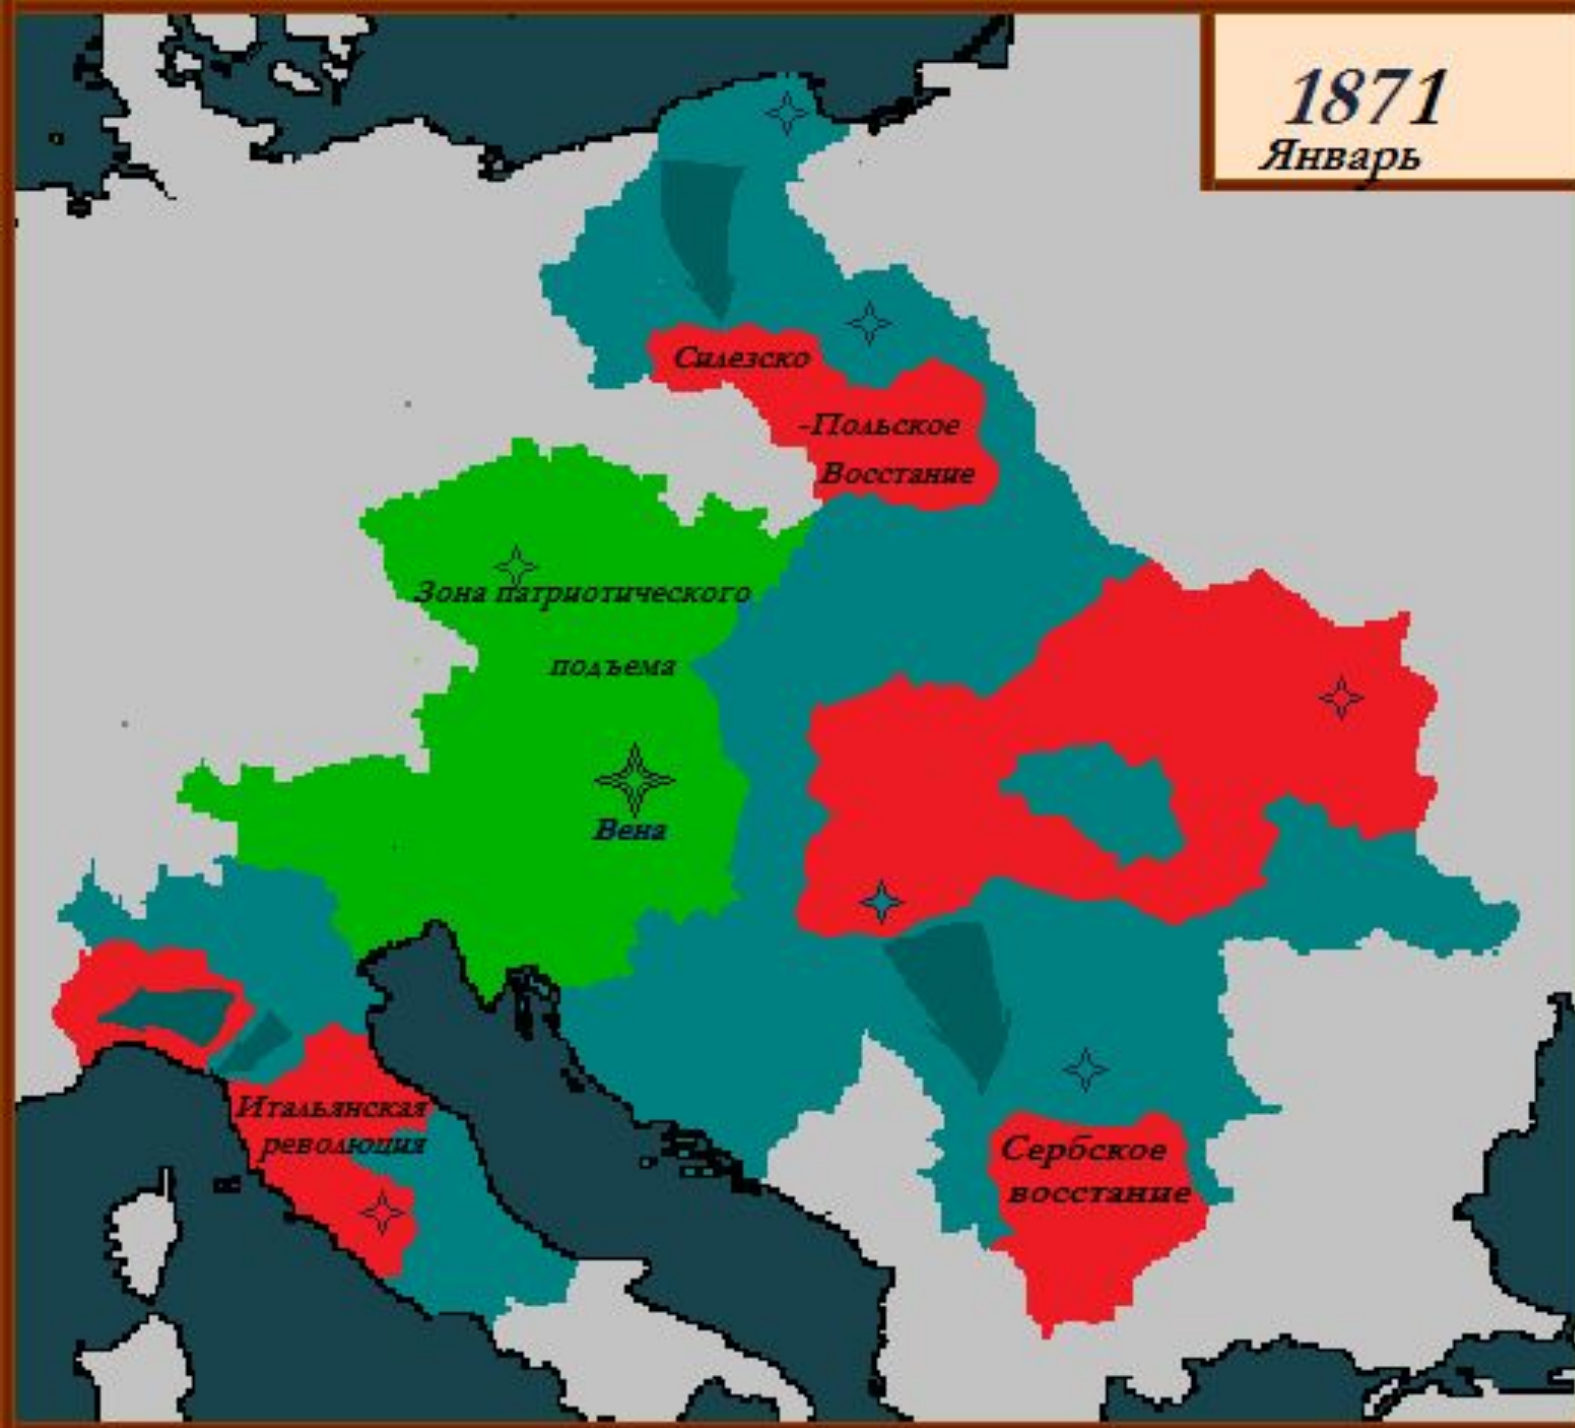 1871
Январь
Силезско
-Польское
Восстание
Зона патриотического
подъема
Вена
Итальянская
революция
Сербское
восстание